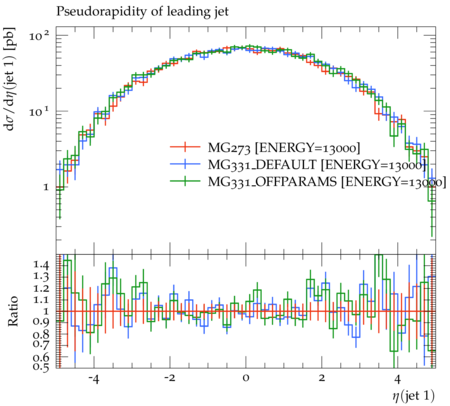 Pseudorapidity of leading jet
dσ/dη(jet 1) [pb]
10²
10¹
1
MG273 [ENERGY=13000]
MG331_DEFAULT [ENERGY=13000]
MG331_OFFPARAMS [ENERGY=13000]
Ratio
1.4
1.3
1.2
1.1
1
0.9
0.8
0.7
0.6
0.5
-4 -2 0 2 4
η(jet 1)